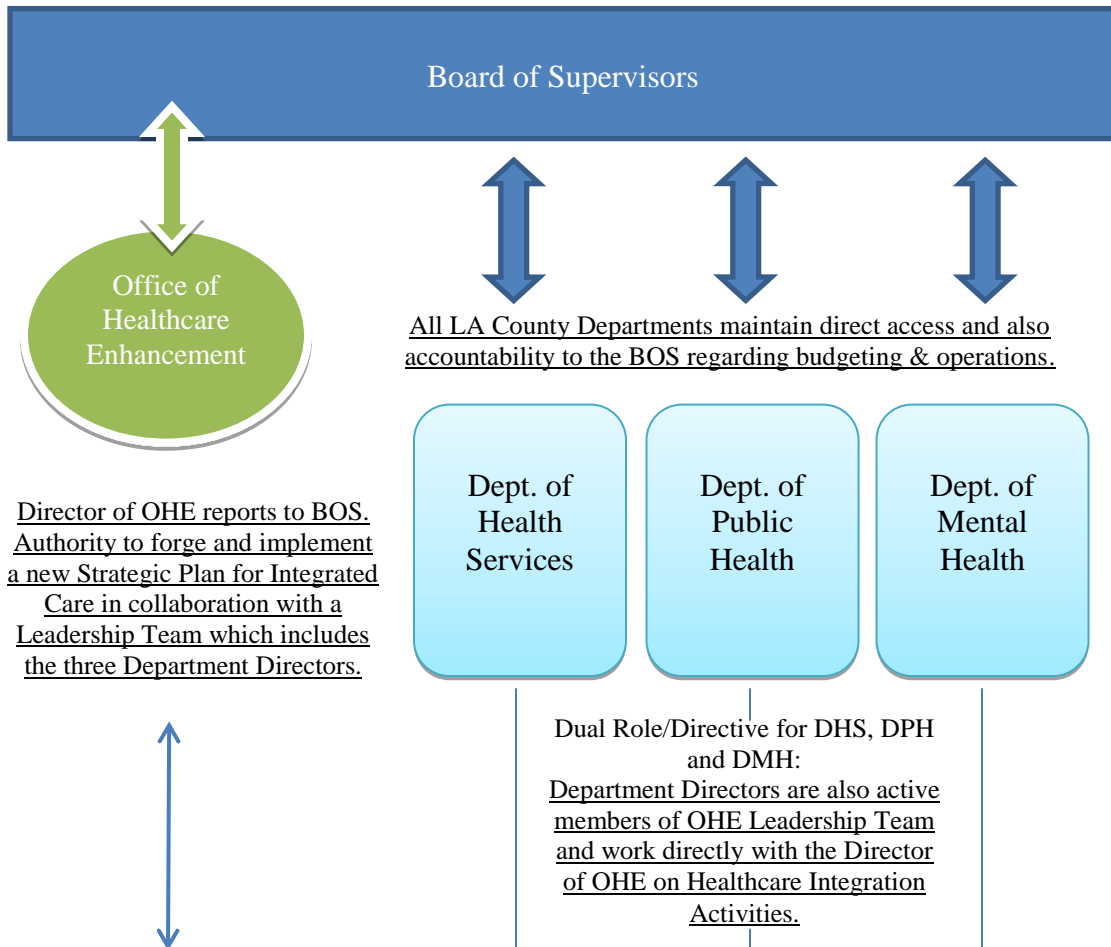 Board of Supervisors
Office of
Healthcare
Enhancement
All LA County Departments maintain direct access and also
accountability to the BOS regarding budgeting & operations.
Director of OHE reports to BOS.
Authority to forge and implement
a new Strategic Plan for Integrated
Care in collaboration with a
Leadership Team which includes
the three Department Directors.
Dept. of
Health
Services
Dept. of
Public
Health
Dept. of
Mental
Health
Dual Role/Directive for DHS, DPH
and DMH:
Department Directors are also active
members of OHE Leadership Team
and work directly with the Director
of OHE on Healthcare Integration
Activities.